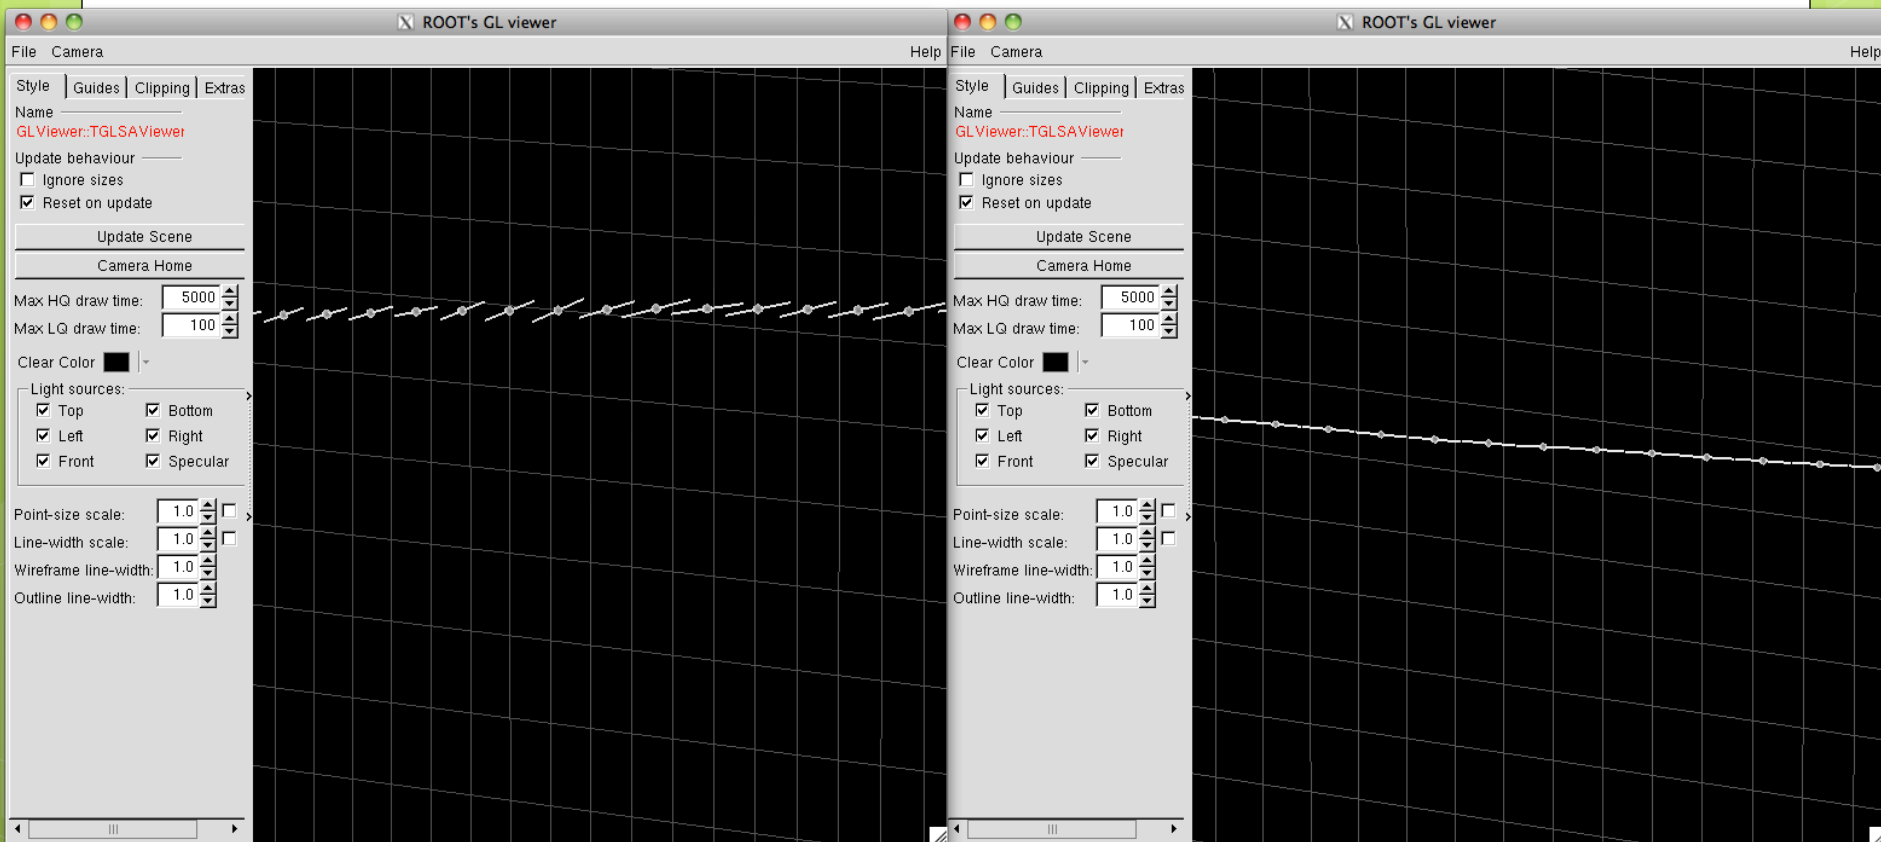 ROOT's GL viewer
File Camera Help
Style Guides Clipping Extras
Name
GLViewer::TGLSAViewer
Update behaviour
Ignore sizes
Reset on update
Update Scene
Camera Home
Max HQ draw time: 5000
Max LQ draw time: 100
Clear Color
Light sources:
Top Bottom
Left Right
Front Specular
Point-size scale: 1.0
Line-width scale: 1.0
Wireframe line-width: 1.0
Outline line-width: 1.0
ROOT's GL viewer
File Camera Help
Style Guides Clipping Extras
Name
GLViewer::TGLSAViewer
Update behaviour
Ignore sizes
Reset on update
Update Scene
Camera Home
Max HQ draw time: 5000
Max LQ draw time: 100
Clear Color
Light sources:
Top Bottom
Left Right
Front Specular
Point-size scale: 1.0
Line-width scale: 1.0
Wireframe line-width: 1.0
Outline line-width: 1.0